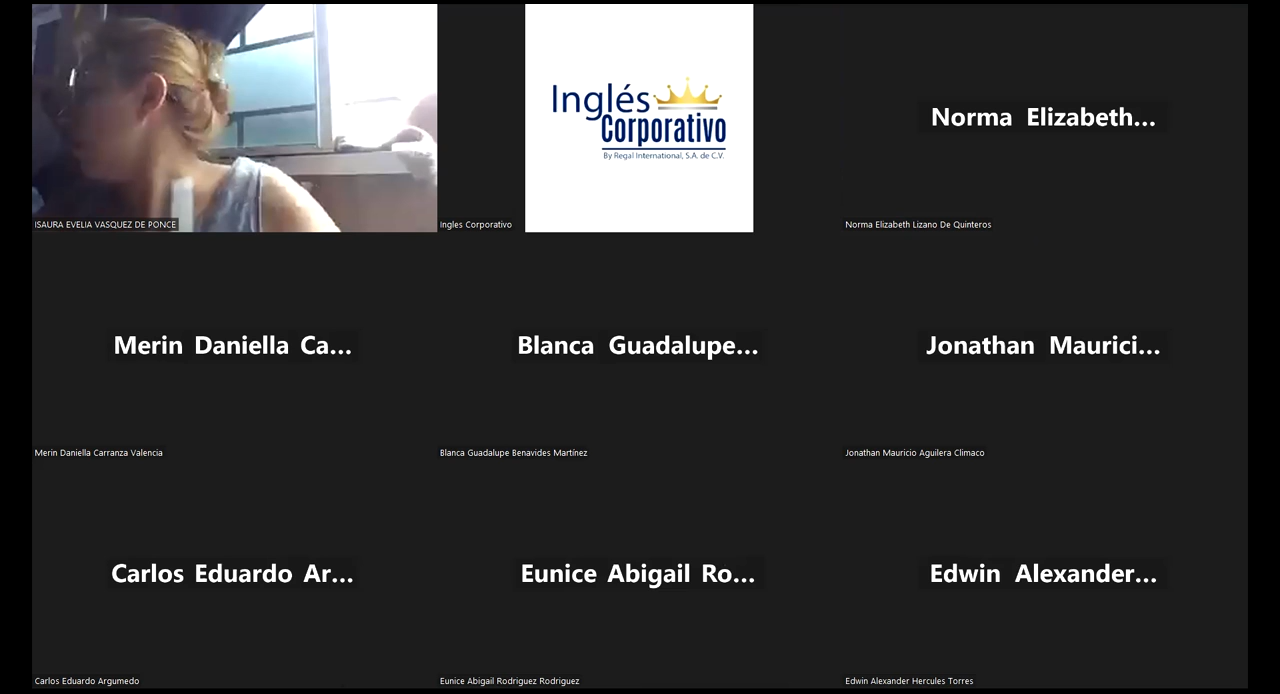 Inglés
Corporativo
By Regal International, S.A. de C.V.
Norma Elizabeth...
ISAURA EVELIA VASQUEZ DE PONCE
Ingles Corporativo
Norma Elizabeth Lizano De Quinteros
Merin Daniella Ca...
Blanca Guadalupe...
Jonathan Maurici...
Merin Daniella Carranza Valencia
Blanca Guadalupe Benavides Martínez
Jonathan Mauricio Aguilera Climaco
Carlos Eduardo Ar...
Eunice Abigail Ro...
Edwin Alexander...
Carlos Eduardo Argumedo
Eunice Abigail Rodriguez Rodriguez
Edwin Alexander Hercules Torres